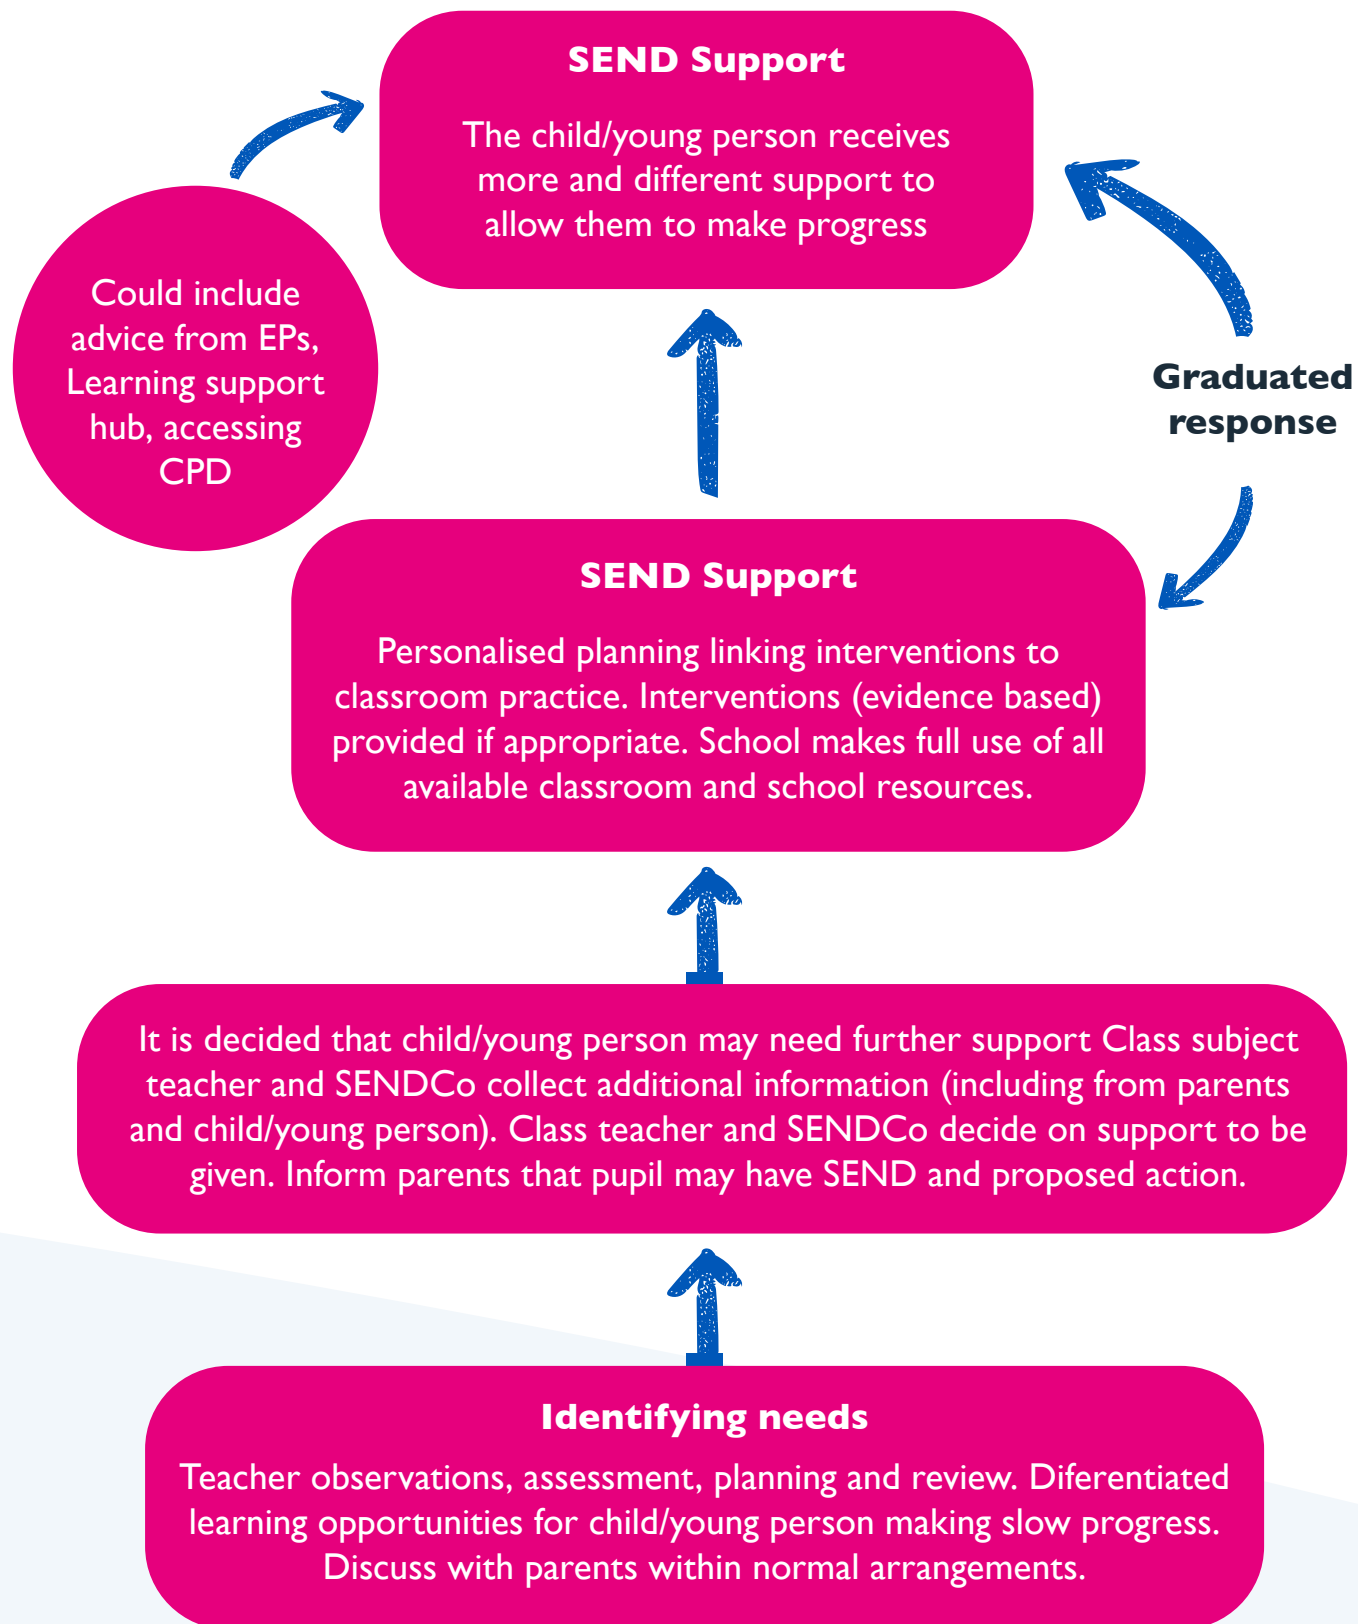 SEND Support
The child/young person receives
more and different support to
allow them to make progress
Could include
advice from EPs,
Learning support
hub, accessing
CPD
Graduated
response
SEND Support
Personalised planning linking interventions to
classroom practice. Interventions (evidence based)
provided if appropriate. School makes full use of all
available classroom and school resources.
It is decided that child/young person may need further support Class subject
teacher and SENDCo collect additional information (including from parents
and child/young person). Class teacher and SENDCo decide on support to be
given. Inform parents that pupil may have SEND and proposed action.
Identifying needs
Teacher observations, assessment, planning and review. Diferentiated
learning opportunities for child/young person making slow progress.
Discuss with parents within normal arrangements.